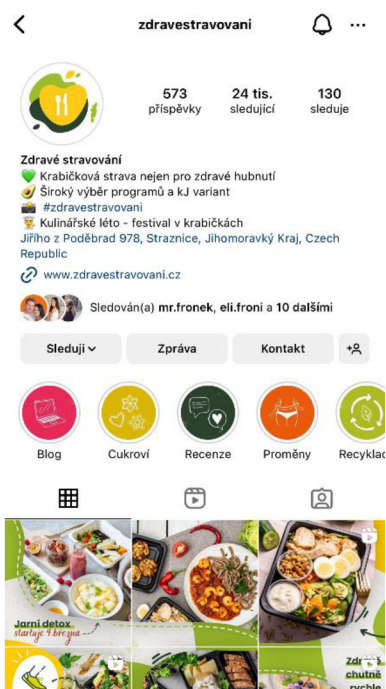 zdravestravovani
573 24 tis. 130
příspěvky sledující sleduje
Zdravé stravování
💚 Krabičková strava nejen pro zdravé hubnutí
🥑 Široký výběr programů a kJ variant
📸 #zdravestravovani
👨‍🍳 Kulinářské léto - festival v krabičkách
Jiřího z Poděbrad 978, Straznice, Jihomoravký Kraj, Czech
Republic
www.zdravestravovani.cz
Sledován(a) mr.fronek, eli.froni a 10 dalšími
Sleduji Zpráva Kontakt
Blog Cukroví Recenze Proměny Recyklac
Jarní detox
startuje 4.března
Zdravě
chutně
rychle